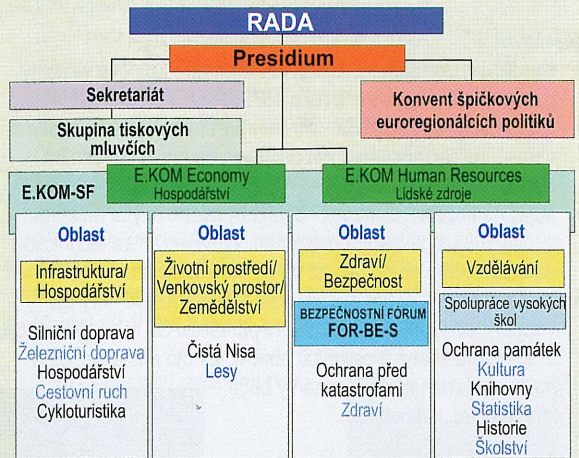 RADA
Presidium
Sekretariát
Skupina tiskových
mluvčích
Konvent špičkových
euroregionálcích politiků
E.KOM-SF
E.KOM Economy
Hospodářství
E.KOM Human Resources
Lidské zdroje
Oblast
Infrastruktura/
Hospodářství
Silniční doprava
Železniční doprava
Hospodářství
Cestovní ruch
Cykloturistika
Oblast
Životní prostředí/
Venkovský prostor/
Zemědělství
Čistá Nisa
Lesy
Oblast
Zdraví/
Bezpečnost
BEZPEČNOSTNÍ FÓRUM
FOR-BE-S
Ochrana před
katastrofami
Zdraví
Oblast
Vzdělávání
Spolupráce vysokých
škol
Ochrana památek
Kultura
Knihovny
Statistika
Historie
Školství